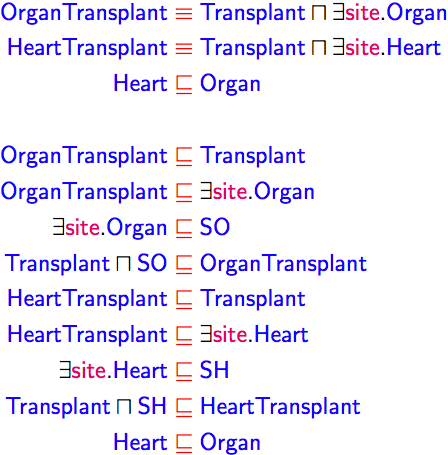 OrganTransplant ≡ Transplant ⊓ ∃site.Organ
HeartTransplant ≡ Transplant ⊓ ∃site.Heart
Heart ⊑ Organ
OrganTransplant ⊑ Transplant
OrganTransplant ⊑ ∃site.Organ
∃site.Organ ⊑ SO
Transplant ⊓ SO ⊑ OrganTransplant
HeartTransplant ⊑ Transplant
HeartTransplant ⊑ ∃site.Heart
∃site.Heart ⊑ SH
Transplant ⊓ SH ⊑ HeartTransplant
Heart ⊑ Organ